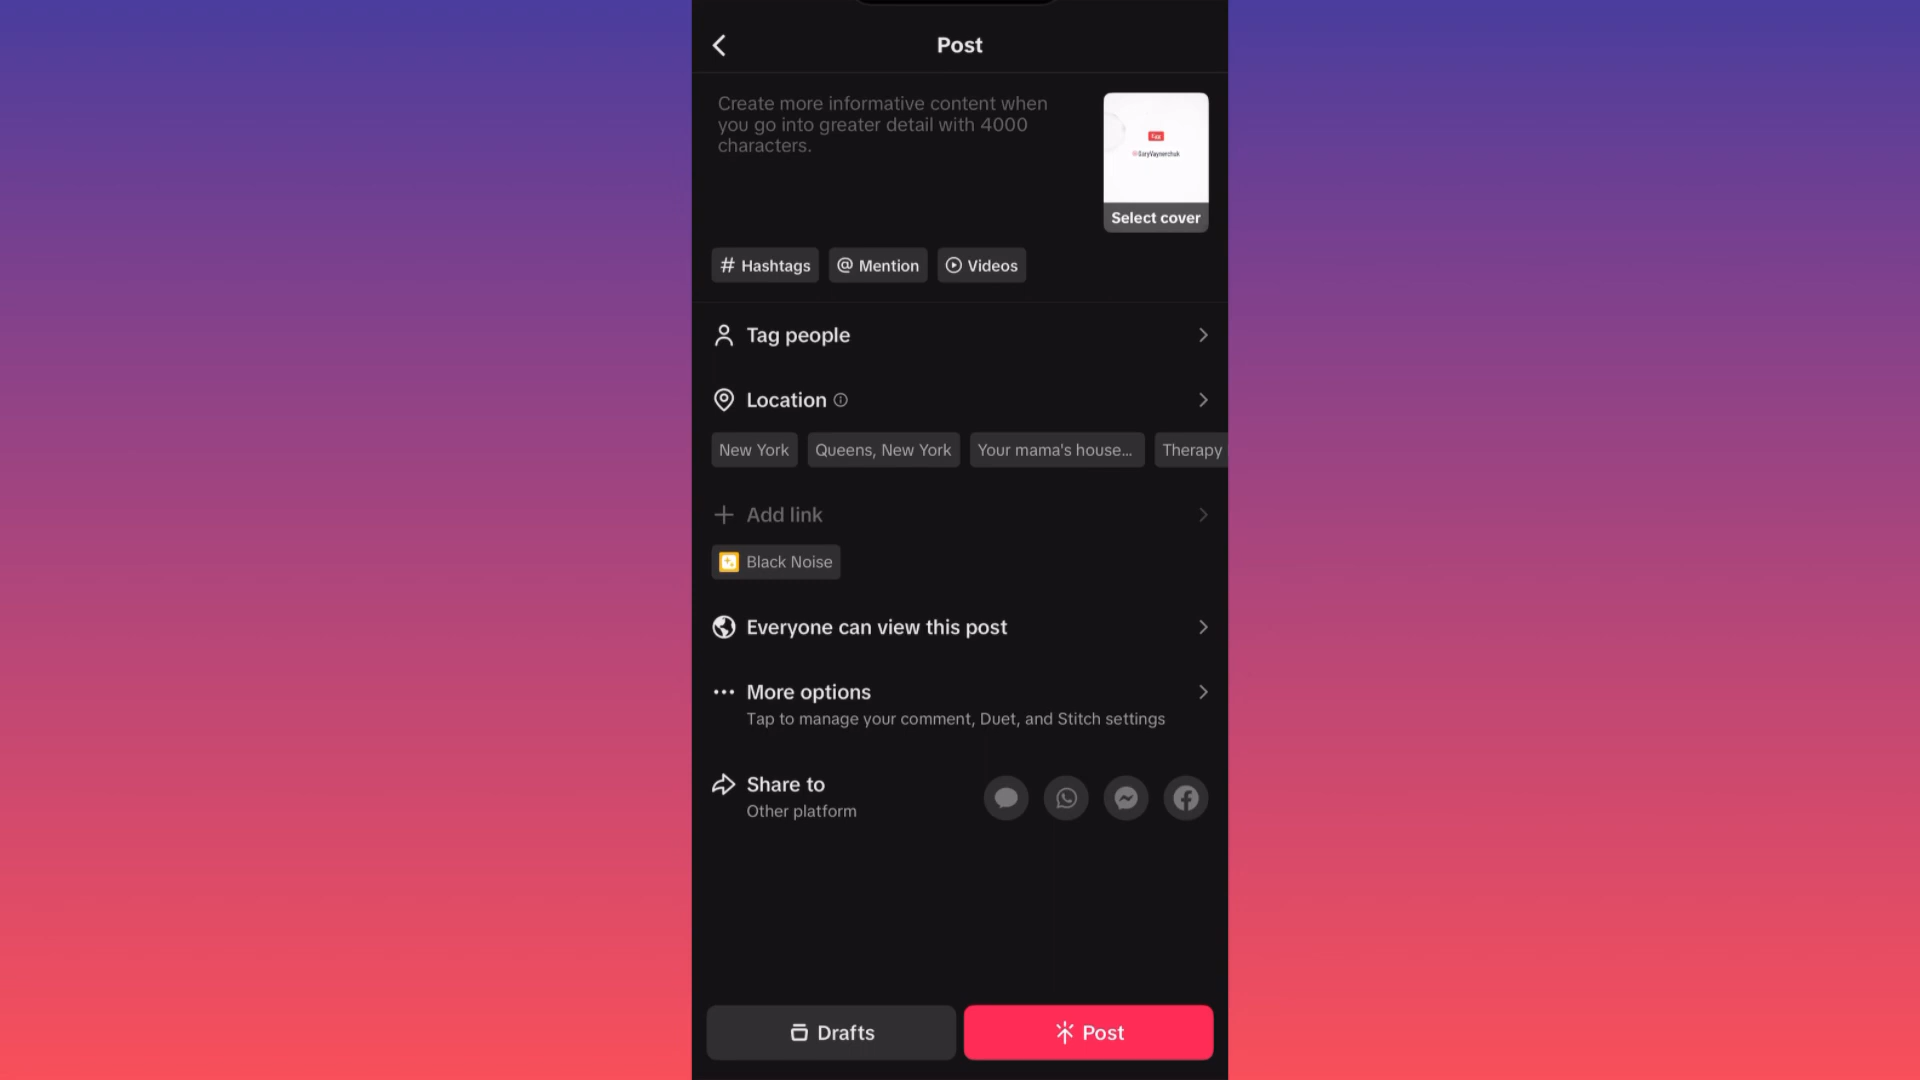 Post
Create more informative content when
you go into greater detail with 4000
characters.
@GaryVaynerchuk
Select cover
# Hashtags
@ Mention
Videos
Tag people
Location
New York
Queens, New York
Your mama's house...
Therapy
Add link
Black Noise
Everyone can view this post
More options
Tap to manage your comment, Duet, and Stitch settings
Share to
Other platform
Drafts
Post